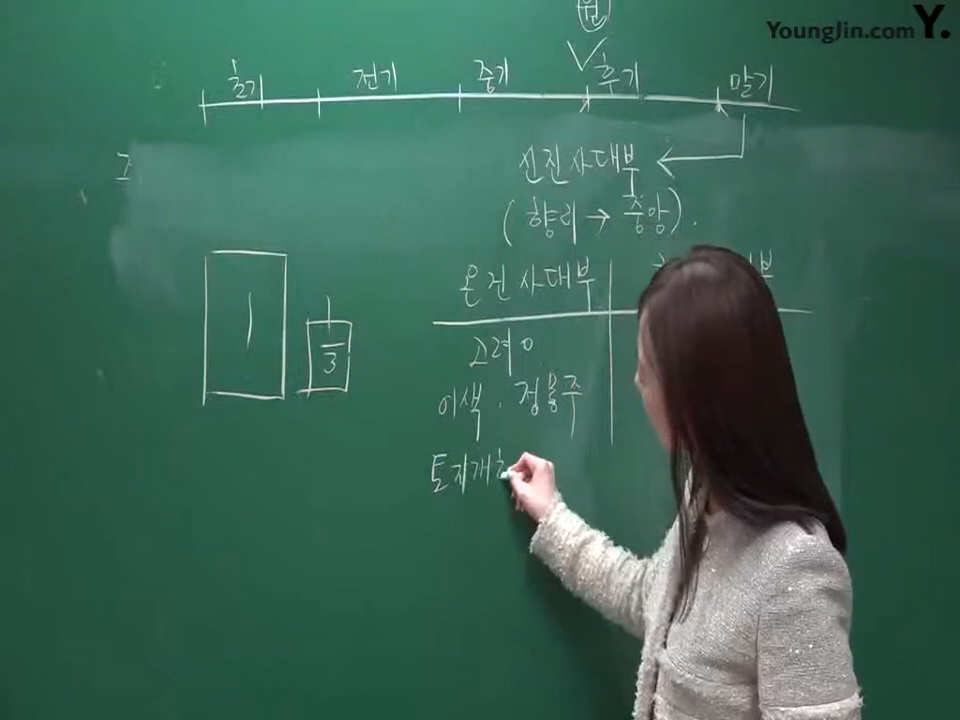 YoungJin.com Y.
원
초기 전기 중기 후기 말기
신진사대부
(향리 → 중앙).
온건 사대부
고려 O
이색 . 정몽주
토지개ㅎ
1
1
3